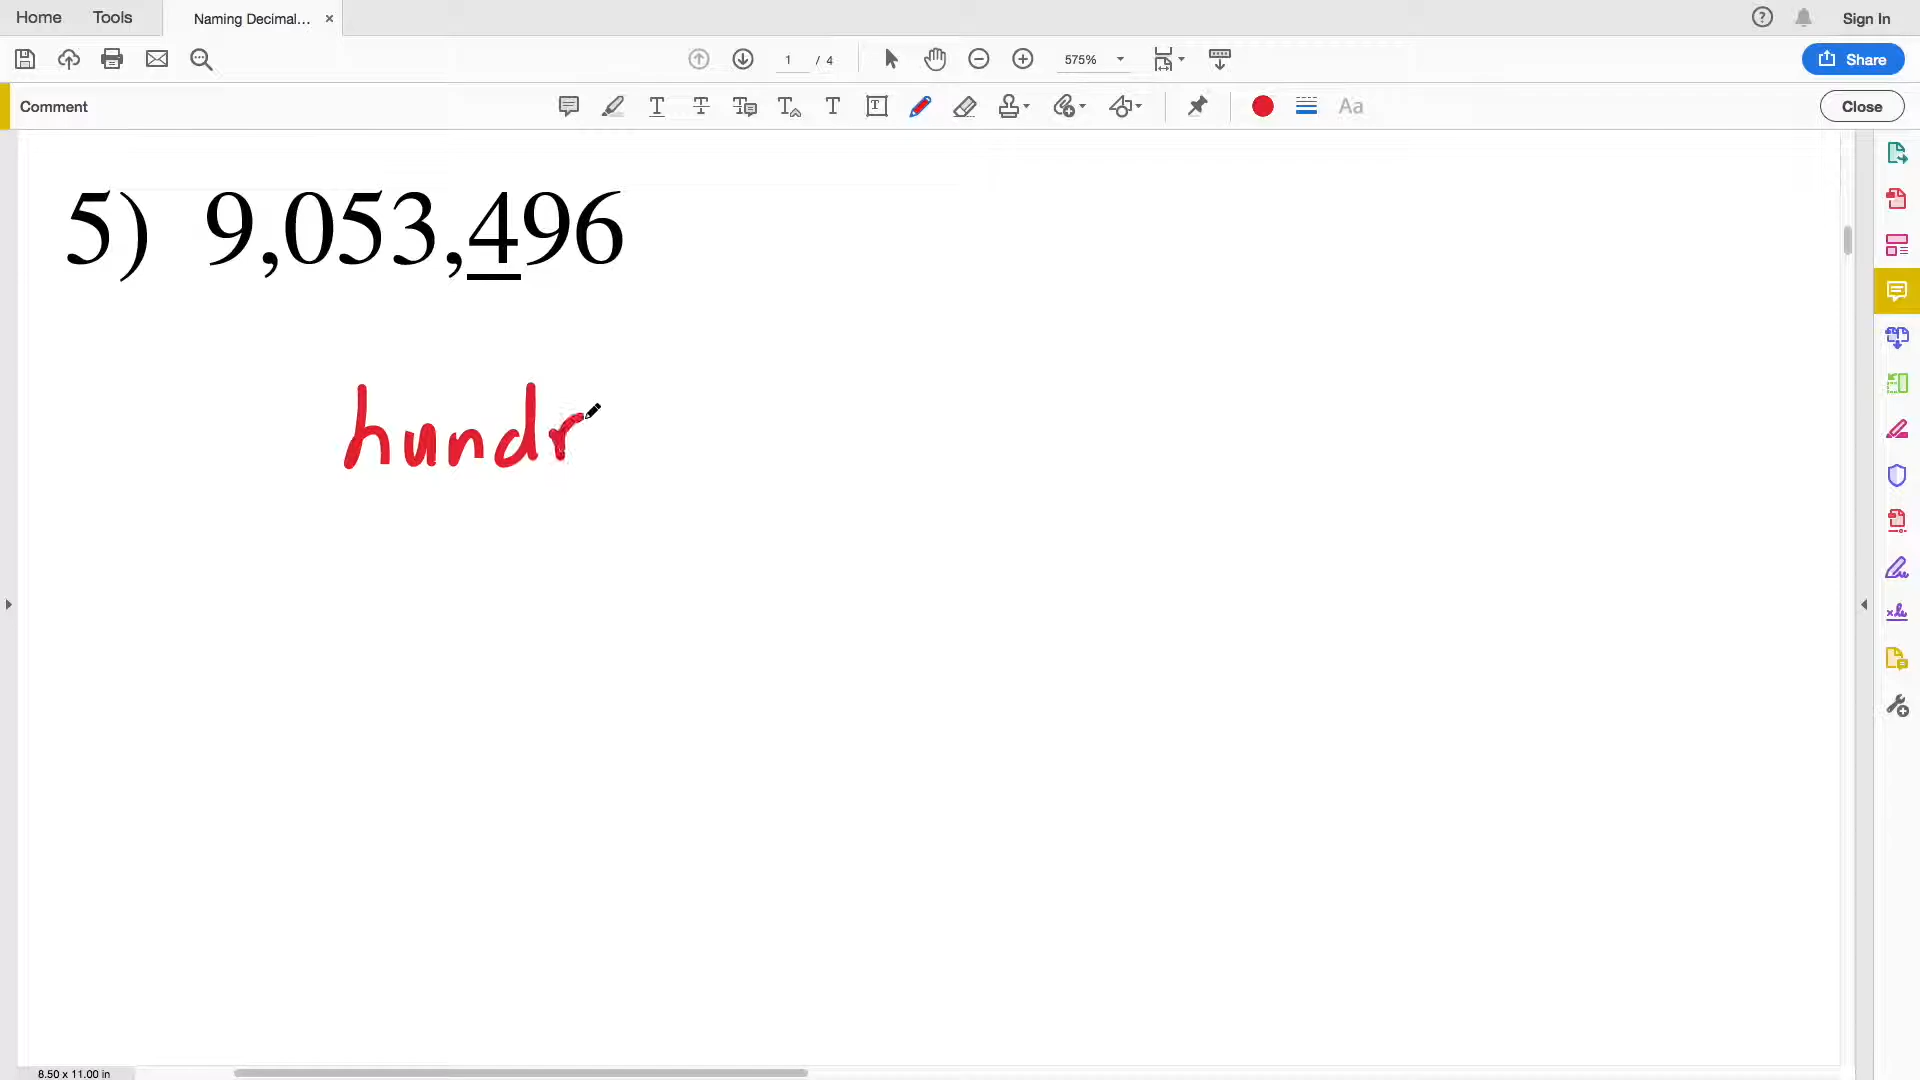 Home Tools Naming Decimal... × Sign In
1 / 4 575% Share
Comment Aa Close
5) 9,053,496
hundr
8.50 x 11.00 in